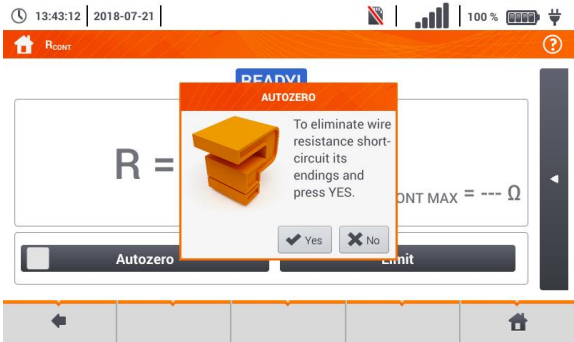 13:43:12 2018-07-21 100 %
RCONT
READY!
AUTOZERO
To eliminate wire
resistance short-
circuit its
endings and
press YES.
R =
ONT MAX = --- Ω
Yes No
Autozero Limit